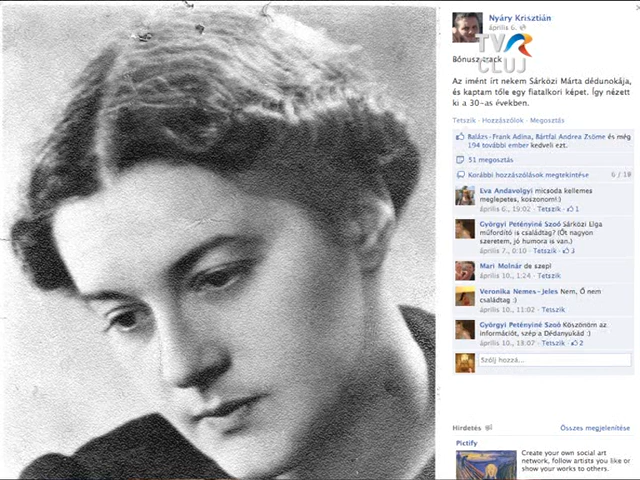 Nyáry Krisztián
április 6.
TVR
CLUJ
Bónusz track
Az imént írt nekem Sárközi Márta dédunokája,
és kaptam tőle egy fiatalkori képet. Így nézett
ki a 30-as években.
Tetszik · Hozzászólok · Megosztás
Balázs-Frank Adina, Bártfai Andrea Zsöme és még
194 további ember kedveli ezt.
51 megosztás
Korábbi hozzászólások megtekintése
6 / 18
Eva Andavolgyi micsoda kellemes
meglepetes, koszonom!:)
április 6., 19:02 · Tetszik · 1
Györgyi Petényiné Szoó Sárközi Elga
műfordító is családtag? (Őt nagyon
szeretem, jó humora is van.)
április 7., 0:10 · Tetszik · 3
Mari Molnár de szep!
április 10., 1:24 · Tetszik
Veronika Nemes-Jeles Nem, Ő nem
családtag :)
április 10., 11:02 · Tetszik
Györgyi Petényiné Szoó Köszönöm az
információt, szép a Dédanyukád :)
április 10., 18:07 · Tetszik · 2
Szólj hozzá...
Hirdetés
Összes megjelenítése
Pictify
Create your own social art
network, follow artists you like or
show your works to others.